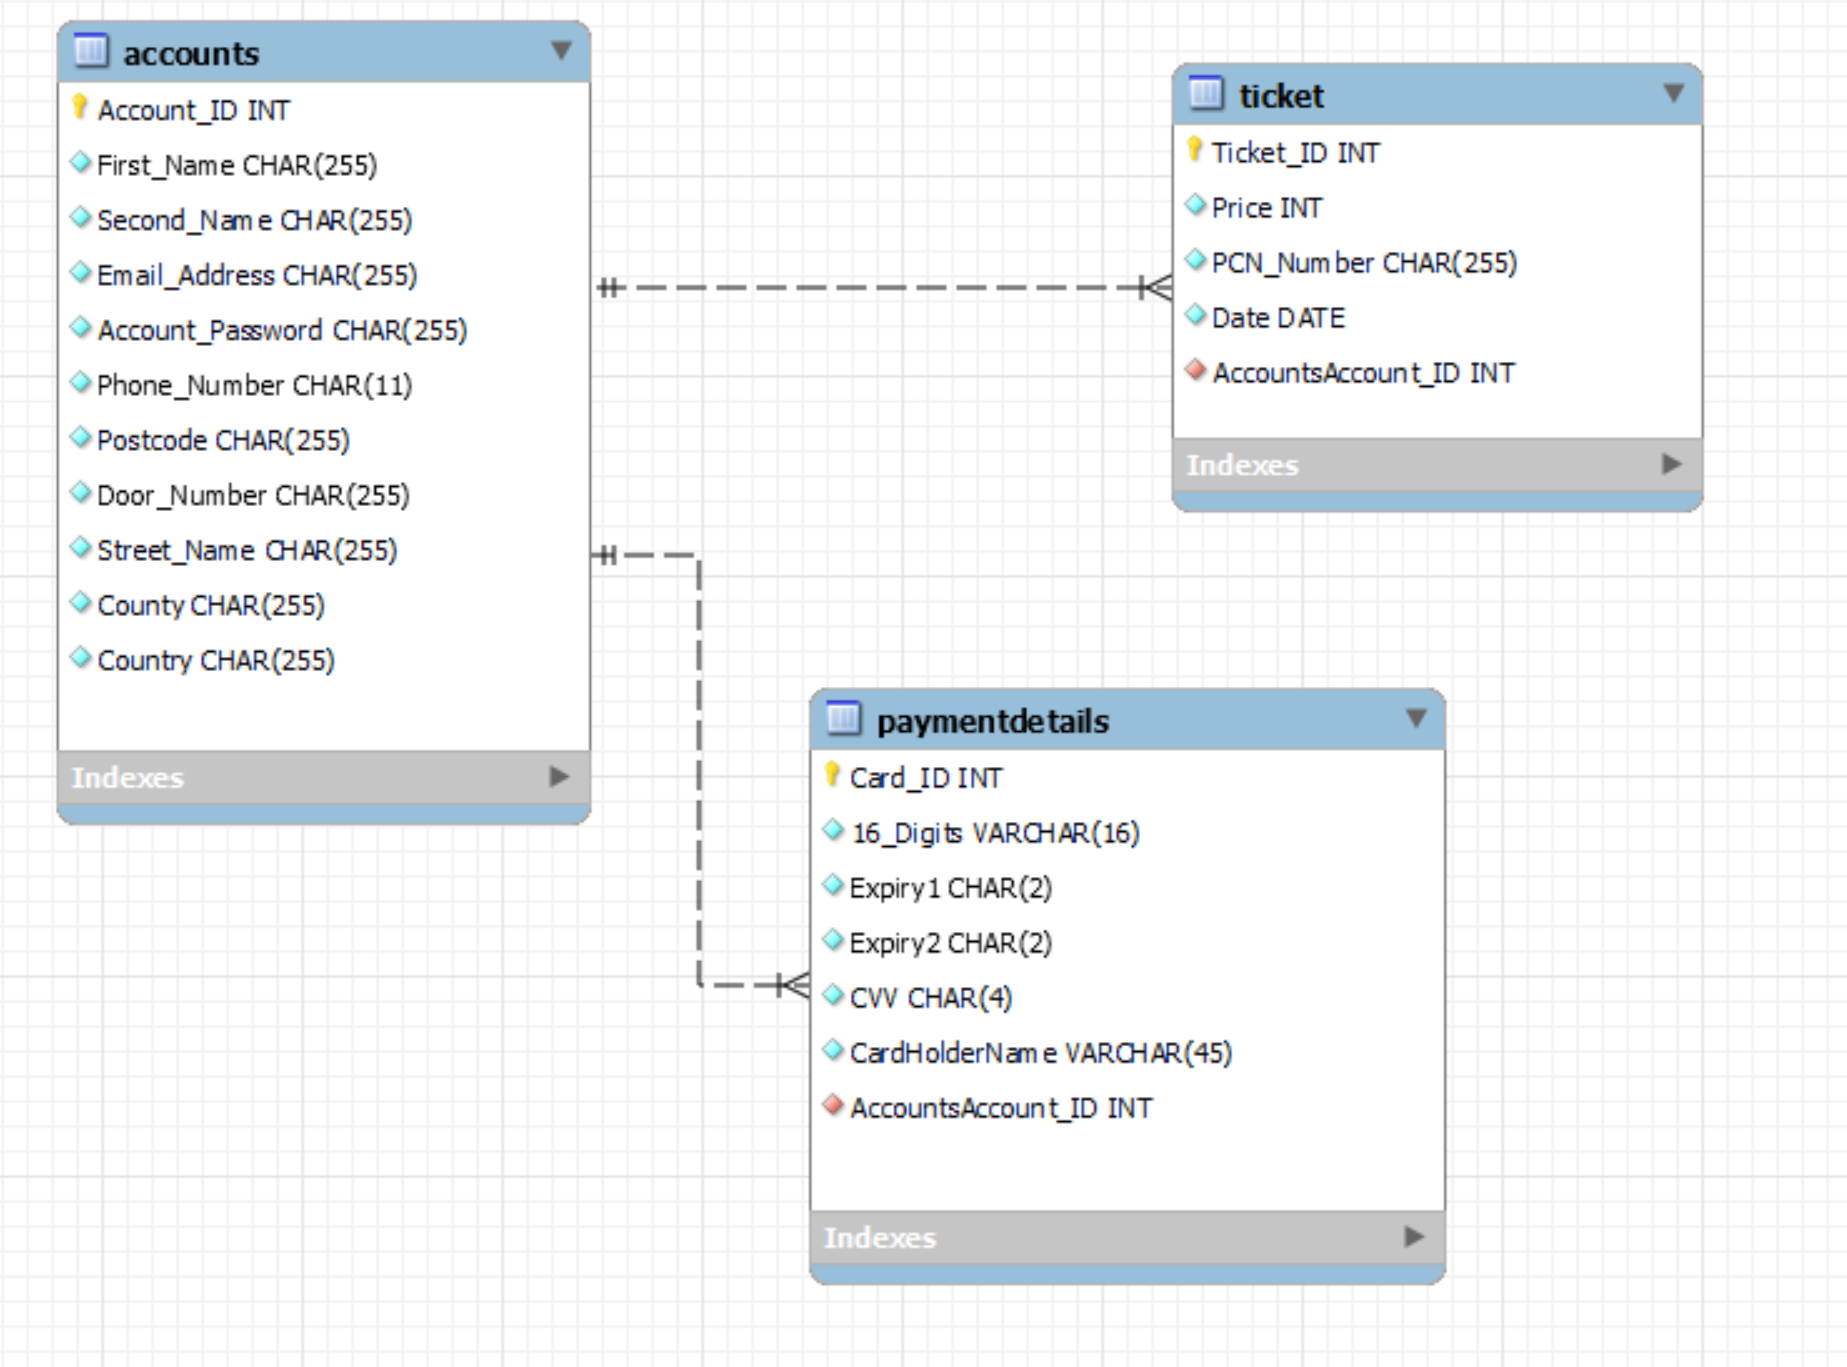 accounts
Account_ID INT
First_Name CHAR(255)
Second_Name CHAR(255)
Email_Address CHAR(255)
Account_Password CHAR(255)
Phone_Number CHAR(11)
Postcode CHAR(255)
Door_Number CHAR(255)
Street_Name CHAR(255)
County CHAR(255)
Country CHAR(255)
Indexes
ticket
Ticket_ID INT
Price INT
PCN_Number CHAR(255)
Date DATE
AccountsAccount_ID INT
Indexes
paymentdetails
Card_ID INT
16_Digits VARCHAR(16)
Expiry1 CHAR(2)
Expiry2 CHAR(2)
CVV CHAR(4)
CardHolderName VARCHAR(45)
AccountsAccount_ID INT
Indexes